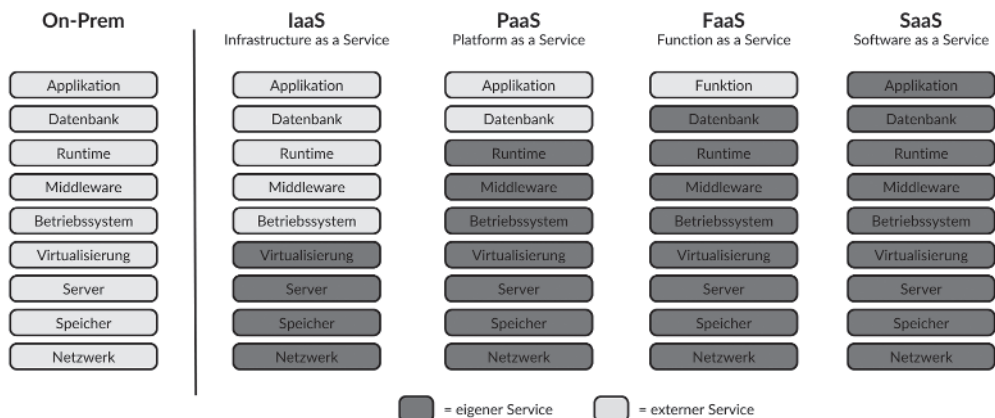 On-Prem
IaaS
Infrastructure as a Service
PaaS
Platform as a Service
FaaS
Function as a Service
SaaS
Software as a Service
Applikation
Applikation
Applikation
Funktion
Applikation
Datenbank
Datenbank
Datenbank
Datenbank
Datenbank
Runtime
Runtime
Runtime
Runtime
Runtime
Middleware
Middleware
Middleware
Middleware
Middleware
Betriebssystem
Betriebssystem
Betriebssystem
Betriebssystem
Betriebssystem
Virtualisierung
Virtualisierung
Virtualisierung
Virtualisierung
Virtualisierung
Server
Server
Server
Server
Server
Speicher
Speicher
Speicher
Speicher
Speicher
Netzwerk
Netzwerk
Netzwerk
Netzwerk
Netzwerk
= eigener Service
= externer Service